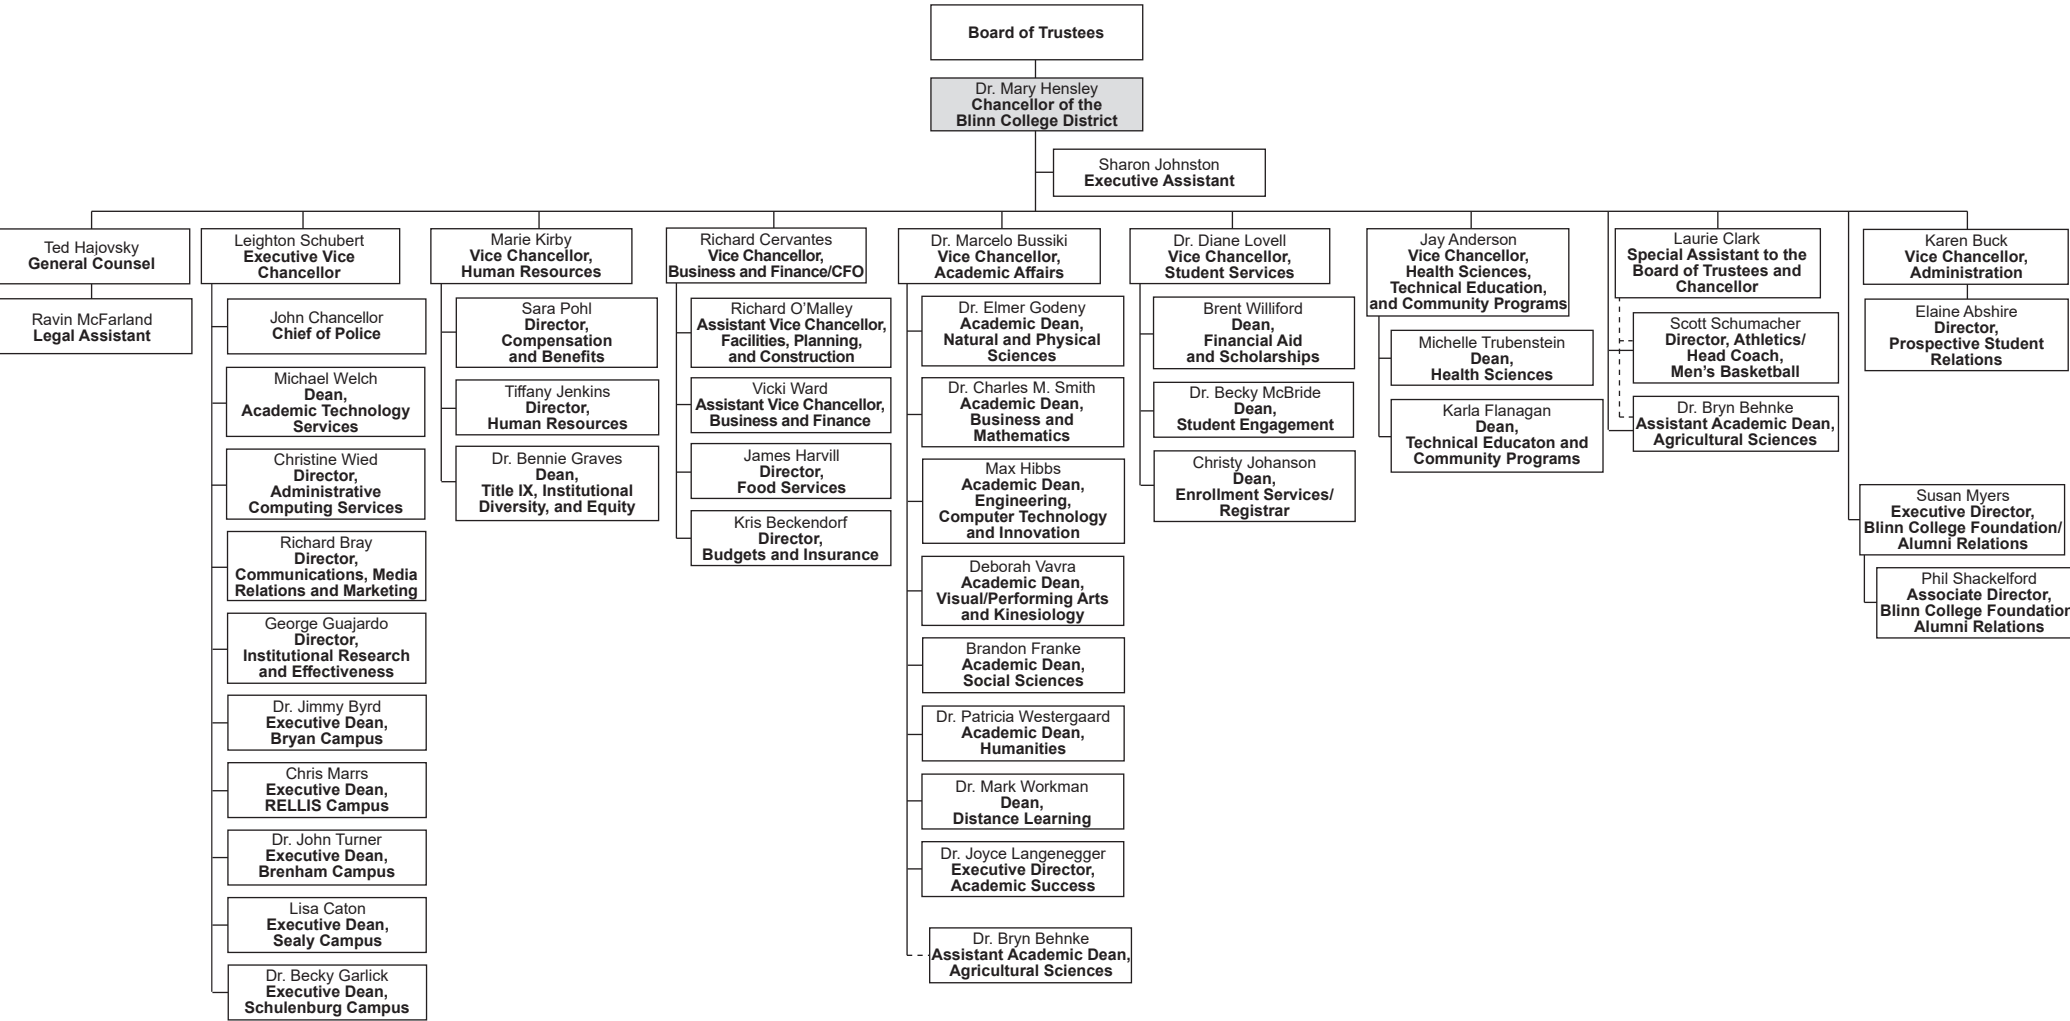 Board of Trustees
Dr. Mary Hensley
Chancellor of the
Blinn College District
Sharon Johnston
Executive Assistant
Ted Hajovsky
General Counsel
Ravin McFarland
Legal Assistant
Leighton Schubert
Executive Vice
Chancellor
John Chancellor
Chief of Police
Michael Welch
Dean,
Academic Technology
Services
Christine Wied
Director,
Administrative
Computing Services
Richard Bray
Director,
Communications, Media
Relations and Marketing
George Guajardo
Director,
Institutional Research
and Effectiveness
Dr. Jimmy Byrd
Executive Dean,
Bryan Campus
Chris Marrs
Executive Dean,
RELLIS Campus
Dr. John Turner
Executive Dean,
Brenham Campus
Lisa Caton
Executive Dean,
Sealy Campus
Dr. Becky Garlick
Executive Dean,
Schulenburg Campus
Marie Kirby
Vice Chancellor,
Human Resources
Sara Pohl
Director,
Compensation
and Benefits
Tiffany Jenkins
Director,
Human Resources
Dr. Bennie Graves
Dean,
Title IX, Institutional
Diversity, and Equity
Richard Cervantes
Vice Chancellor,
Business and Finance/CFO
Richard O’Malley
Assistant Vice Chancellor,
Facilities, Planning,
and Construction
Vicki Ward
Assistant Vice Chancellor,
Business and Finance
James Harvill
Director,
Food Services
Kris Beckendorf
Director,
Budgets and Insurance
Dr. Marcelo Bussiki
Vice Chancellor,
Academic Affairs
Dr. Elmer Godeny
Academic Dean,
Natural and Physical
Sciences
Dr. Charles M. Smith
Academic Dean,
Business and
Mathematics
Max Hibbs
Academic Dean,
Engineering,
Computer Technology
and Innovation
Deborah Vavra
Academic Dean,
Visual/Performing Arts
and Kinesiology
Brandon Franke
Academic Dean,
Social Sciences
Dr. Patricia Westergaard
Academic Dean,
Humanities
Dr. Mark Workman
Dean,
Distance Learning
Dr. Joyce Langenegger
Executive Director,
Academic Success
Dr. Bryn Behnke
Assistant Academic Dean,
Agricultural Sciences
Dr. Diane Lovell
Vice Chancellor,
Student Services
Brent Williford
Dean,
Financial Aid
and Scholarships
Dr. Becky McBride
Dean,
Student Engagement
Christy Johanson
Dean,
Enrollment Services/
Registrar
Jay Anderson
Vice Chancellor,
Health Sciences,
Technical Education,
and Community Programs
Michelle Trubenstein
Dean,
Health Sciences
Karla Flanagan
Dean,
Technical Educaton and
Community Programs
Laurie Clark
Special Assistant to the
Board of Trustees and
Chancellor
Scott Schumacher
Director, Athletics/
Head Coach,
Men’s Basketball
Dr. Bryn Behnke
Assistant Academic Dean,
Agricultural Sciences
Karen Buck
Vice Chancellor,
Administration
Elaine Abshire
Director,
Prospective Student
Relations
Susan Myers
Executive Director,
Blinn College Foundation/
Alumni Relations
Phil Shackelford
Associate Director,
Blinn College Foundation
Alumni Relations